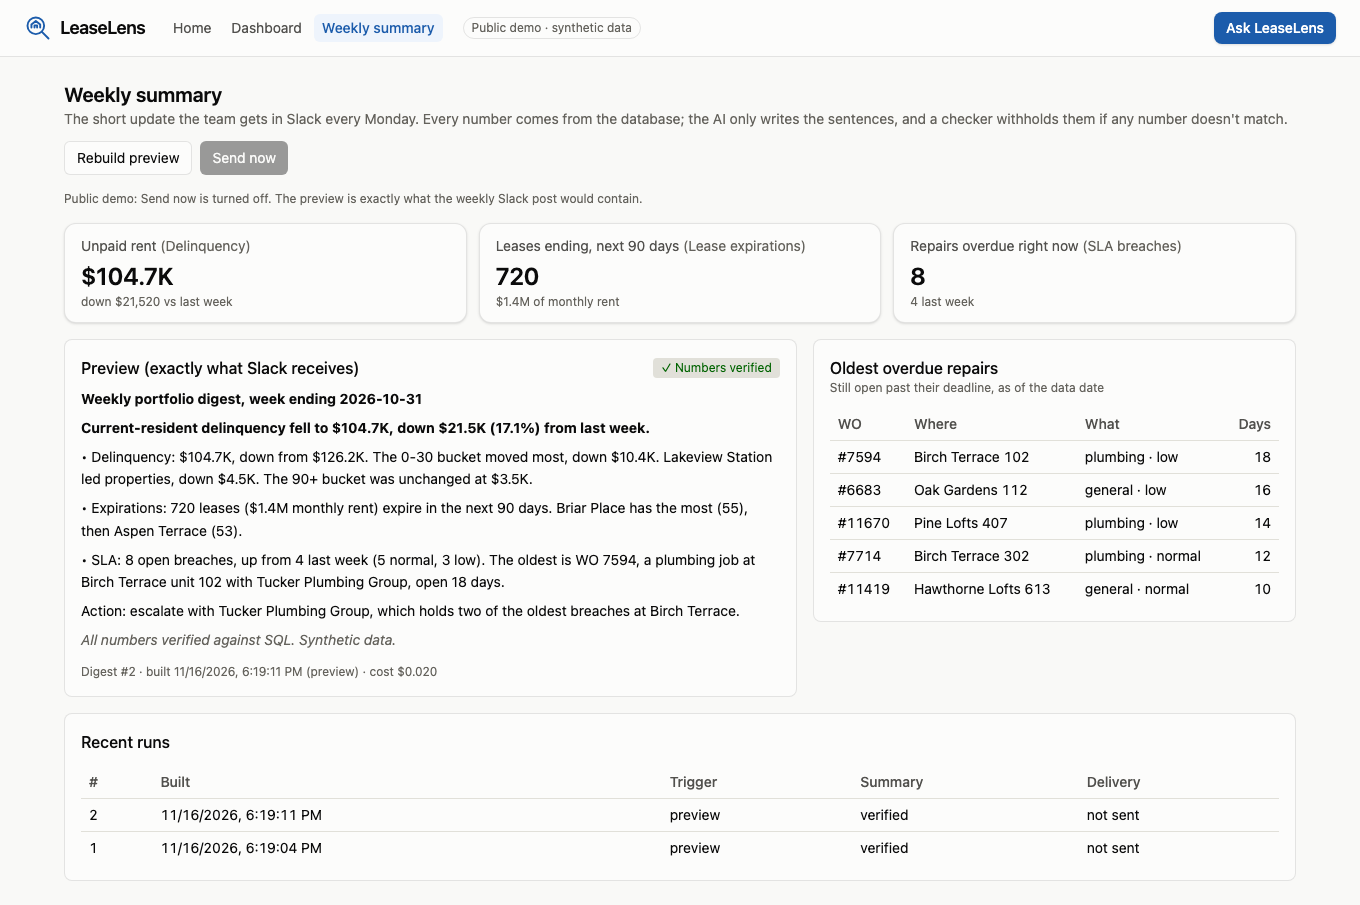 LeaseLens Home Dashboard Weekly summary Public demo · synthetic data Ask LeaseLens
Weekly summary
The short update the team gets in Slack every Monday. Every number comes from the database; the AI only writes the sentences, and a checker withholds them if any number doesn't match.
Rebuild preview Send now
Public demo: Send now is turned off. The preview is exactly what the weekly Slack post would contain.
Unpaid rent (Delinquency)
$104.7K
down $21,520 vs last week
Leases ending, next 90 days (Lease expirations)
720
$1.4M of monthly rent
Repairs overdue right now (SLA breaches)
8
4 last week
Preview (exactly what Slack receives) ✓ Numbers verified
Weekly portfolio digest, week ending 2026-10-31
Current-resident delinquency fell to $104.7K, down $21.5K (17.1%) from last week.
• Delinquency: $104.7K, down from $126.2K. The 0-30 bucket moved most, down $10.4K. Lakeview Station
led properties, down $4.5K. The 90+ bucket was unchanged at $3.5K.
• Expirations: 720 leases ($1.4M monthly rent) expire in the next 90 days. Briar Place has the most (55),
then Aspen Terrace (53).
• SLA: 8 open breaches, up from 4 last week (5 normal, 3 low). The oldest is WO 7594, a plumbing job at
Birch Terrace unit 102 with Tucker Plumbing Group, open 18 days.
Action: escalate with Tucker Plumbing Group, which holds two of the oldest breaches at Birch Terrace.
All numbers verified against SQL. Synthetic data.
Digest #2 · built 11/16/2026, 6:19:11 PM (preview) · cost $0.020
Oldest overdue repairs
Still open past their deadline, as of the data date
WO Where What Days
#7594 Birch Terrace 102 plumbing · low 18
#6683 Oak Gardens 112 general · low 16
#11670 Pine Lofts 407 plumbing · low 14
#7714 Birch Terrace 302 plumbing · normal 12
#11419 Hawthorne Lofts 613 general · normal 10
Recent runs
# Built Trigger Summary Delivery
2 11/16/2026, 6:19:11 PM preview verified not sent
1 11/16/2026, 6:19:04 PM preview verified not sent